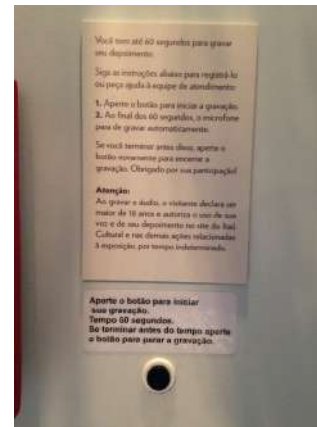 Você tem até 60 segundos para gravar
seu depoimento.
Siga as instruções abaixo para registrá-lo
ou peça ajuda à equipe de atendimento:
1. Aperte o botão para iniciar a gravação.
2. Ao final dos 60 segundos, o microfone
para de gravar automaticamente.
Se você terminar antes disso, aperte o
botão novamente para encerrar a
gravação. Obrigado por sua participação!
Atenção:
Ao gravar o áudio, o visitante declara ser
maior de 18 anos e autoriza o uso de sua
voz e de seu depoimento no site do Itaú
Cultural e nas demais ações relacionadas
à exposição, por tempo indeterminado.
Aperte o botão para iniciar
sua gravação.
Tempo 60 segundos.
Se terminar antes do tempo aperte
o botão para parar a gravação.